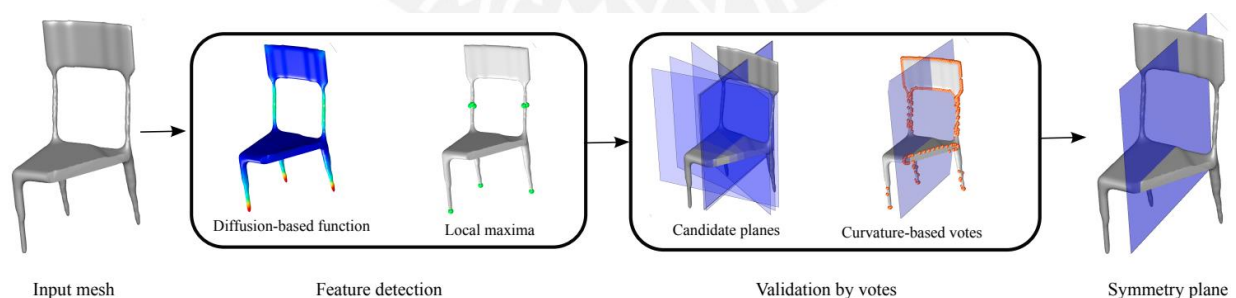 Diffusion-based function
Local maxima
Candidate planes
Curvature-based votes
Input mesh
Feature detection
Validation by votes
Symmetry plane